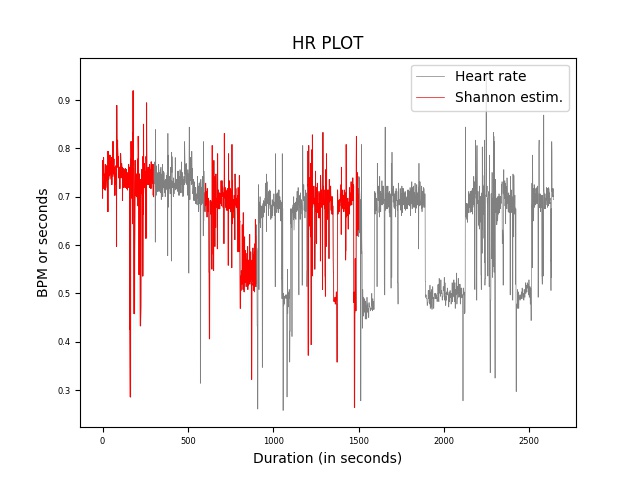 HR PLOT
Heart rate
Shannon estim.
BPM or seconds
0.9
0.8
0.7
0.6
0.5
0.4
0.3
0 500 1000 1500 2000 2500
Duration (in seconds)